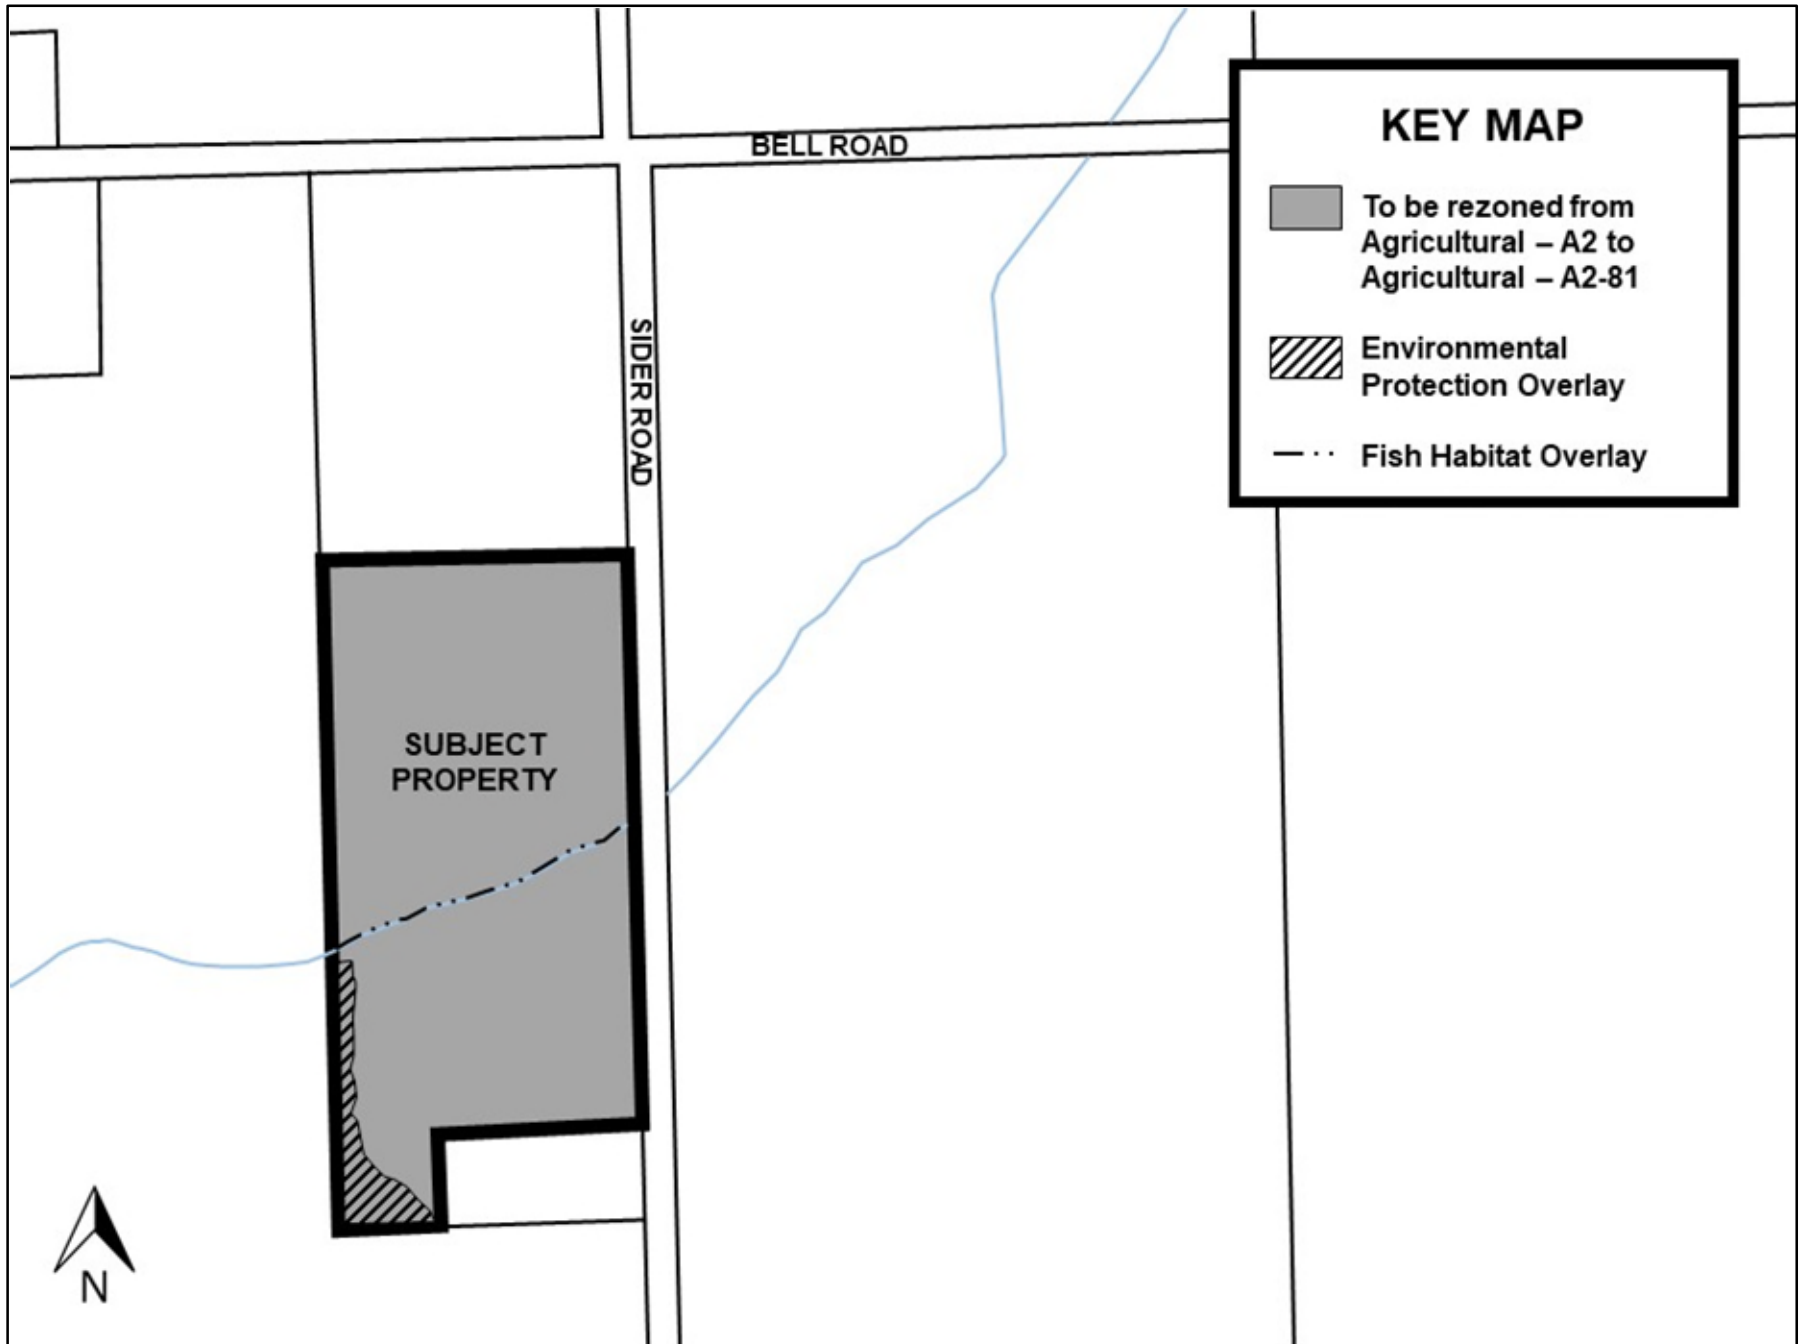 BELL ROAD
KEY MAP
To be rezoned from
Agricultural – A2 to
Agricultural – A2-81
Environmental
Protection Overlay
Fish Habitat Overlay
SIDER ROAD
SUBJECT
PROPERTY
N